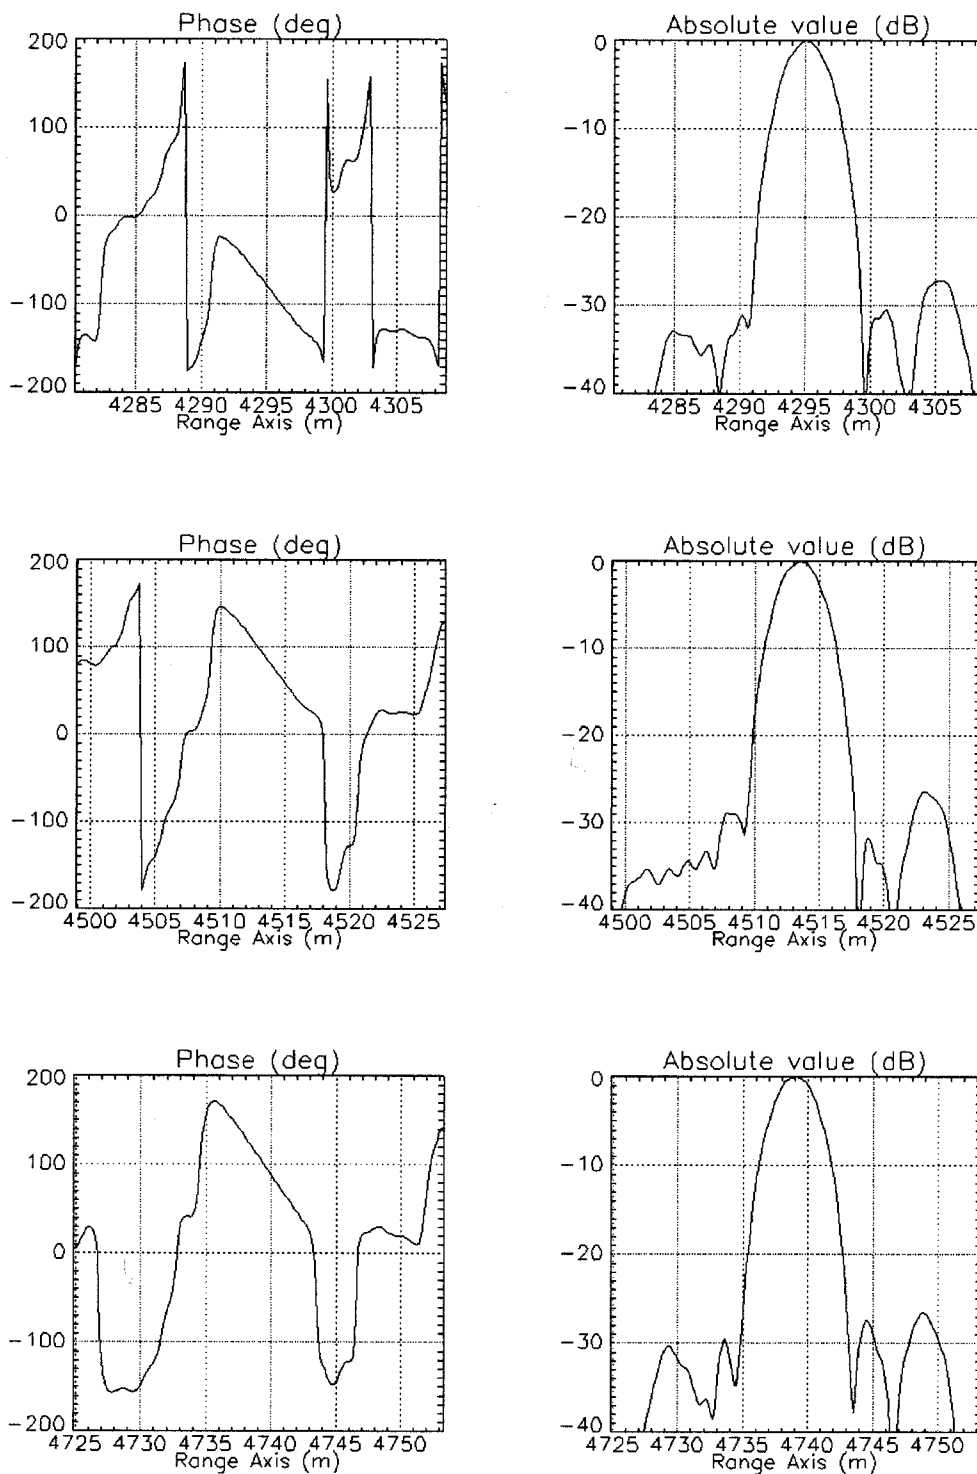 Phase (deg)
200
100
0
-100
-200
4285 4290 4295 4300 4305
Range Axis (m)
Absolute value (dB)
0
-10
-20
-30
-40
4285 4290 4295 4300 4305
Range Axis (m)
Phase (deg)
200
100
0
-100
-200
4500 4505 4510 4515 4520 4525
Range Axis (m)
Absolute value (dB)
0
-10
-20
-30
-40
4500 4505 4510 4515 4520 4525
Range Axis (m)
Phase (deg)
200
100
0
-100
-200
4725 4730 4735 4740 4745 4750
Range Axis (m)
Absolute value (dB)
0
-10
-20
-30
-40
4725 4730 4735 4740 4745 4750
Range Axis (m)